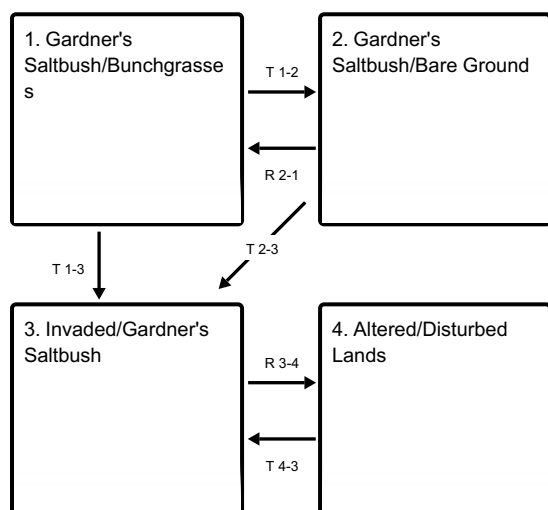 1. Gardner's
Saltbush/Bunchgrasse
s
2. Gardner's
Saltbush/Bare Ground
T 1-2
R 2-1
T 1-3
T 2-3
3. Invaded/Gardner's
Saltbush
4. Altered/Disturbed
Lands
R 3-4
T 4-3